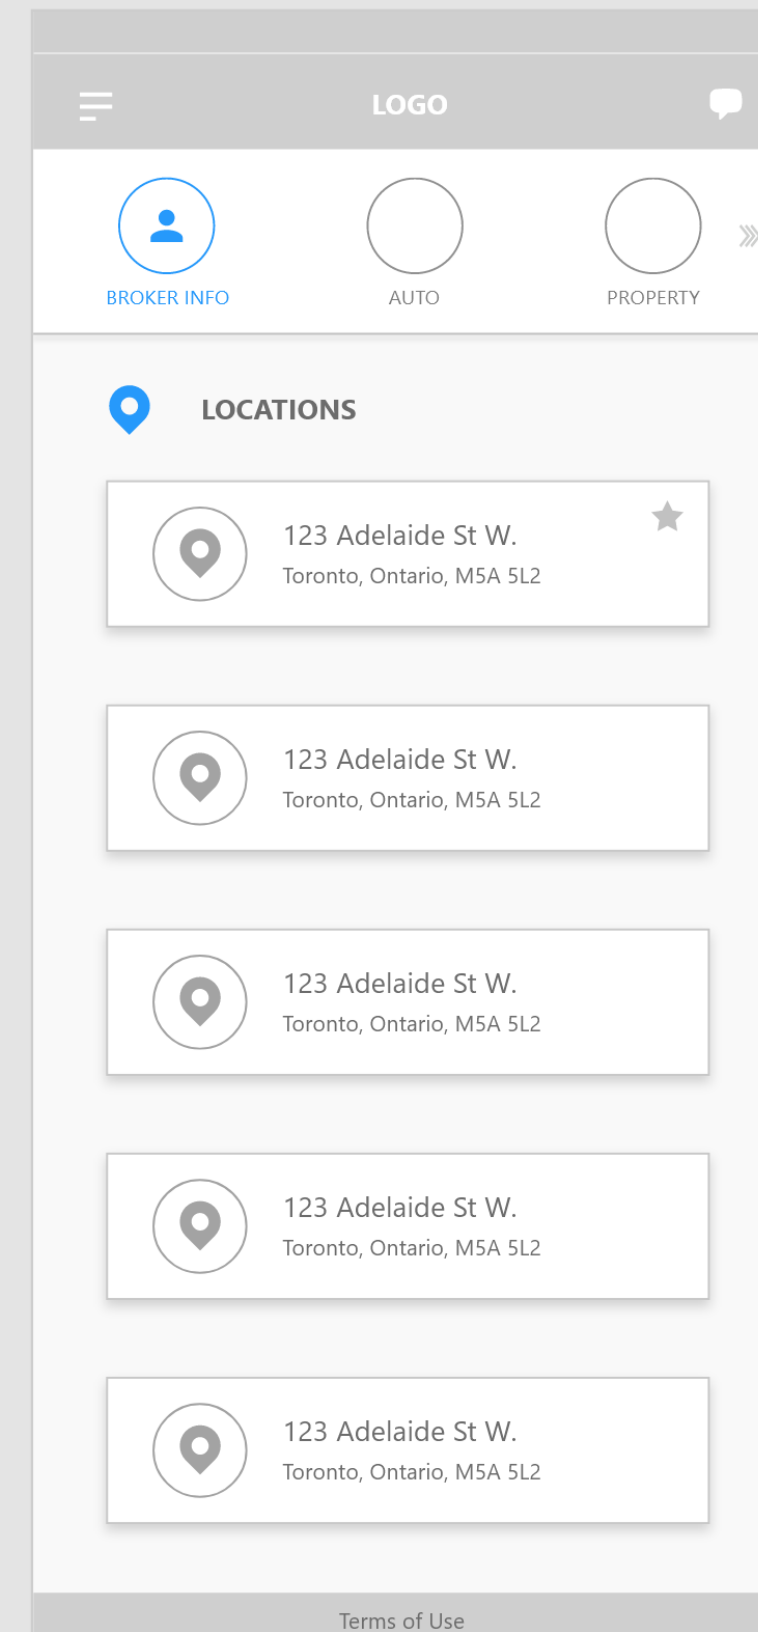 LOGO
BROKER INFO
AUTO
PROPERTY
LOCATIONS
123 Adelaide St W.
Toronto, Ontario, M5A 5L2
123 Adelaide St W.
Toronto, Ontario, M5A 5L2
123 Adelaide St W.
Toronto, Ontario, M5A 5L2
123 Adelaide St W.
Toronto, Ontario, M5A 5L2
123 Adelaide St W.
Toronto, Ontario, M5A 5L2
Terms of Use